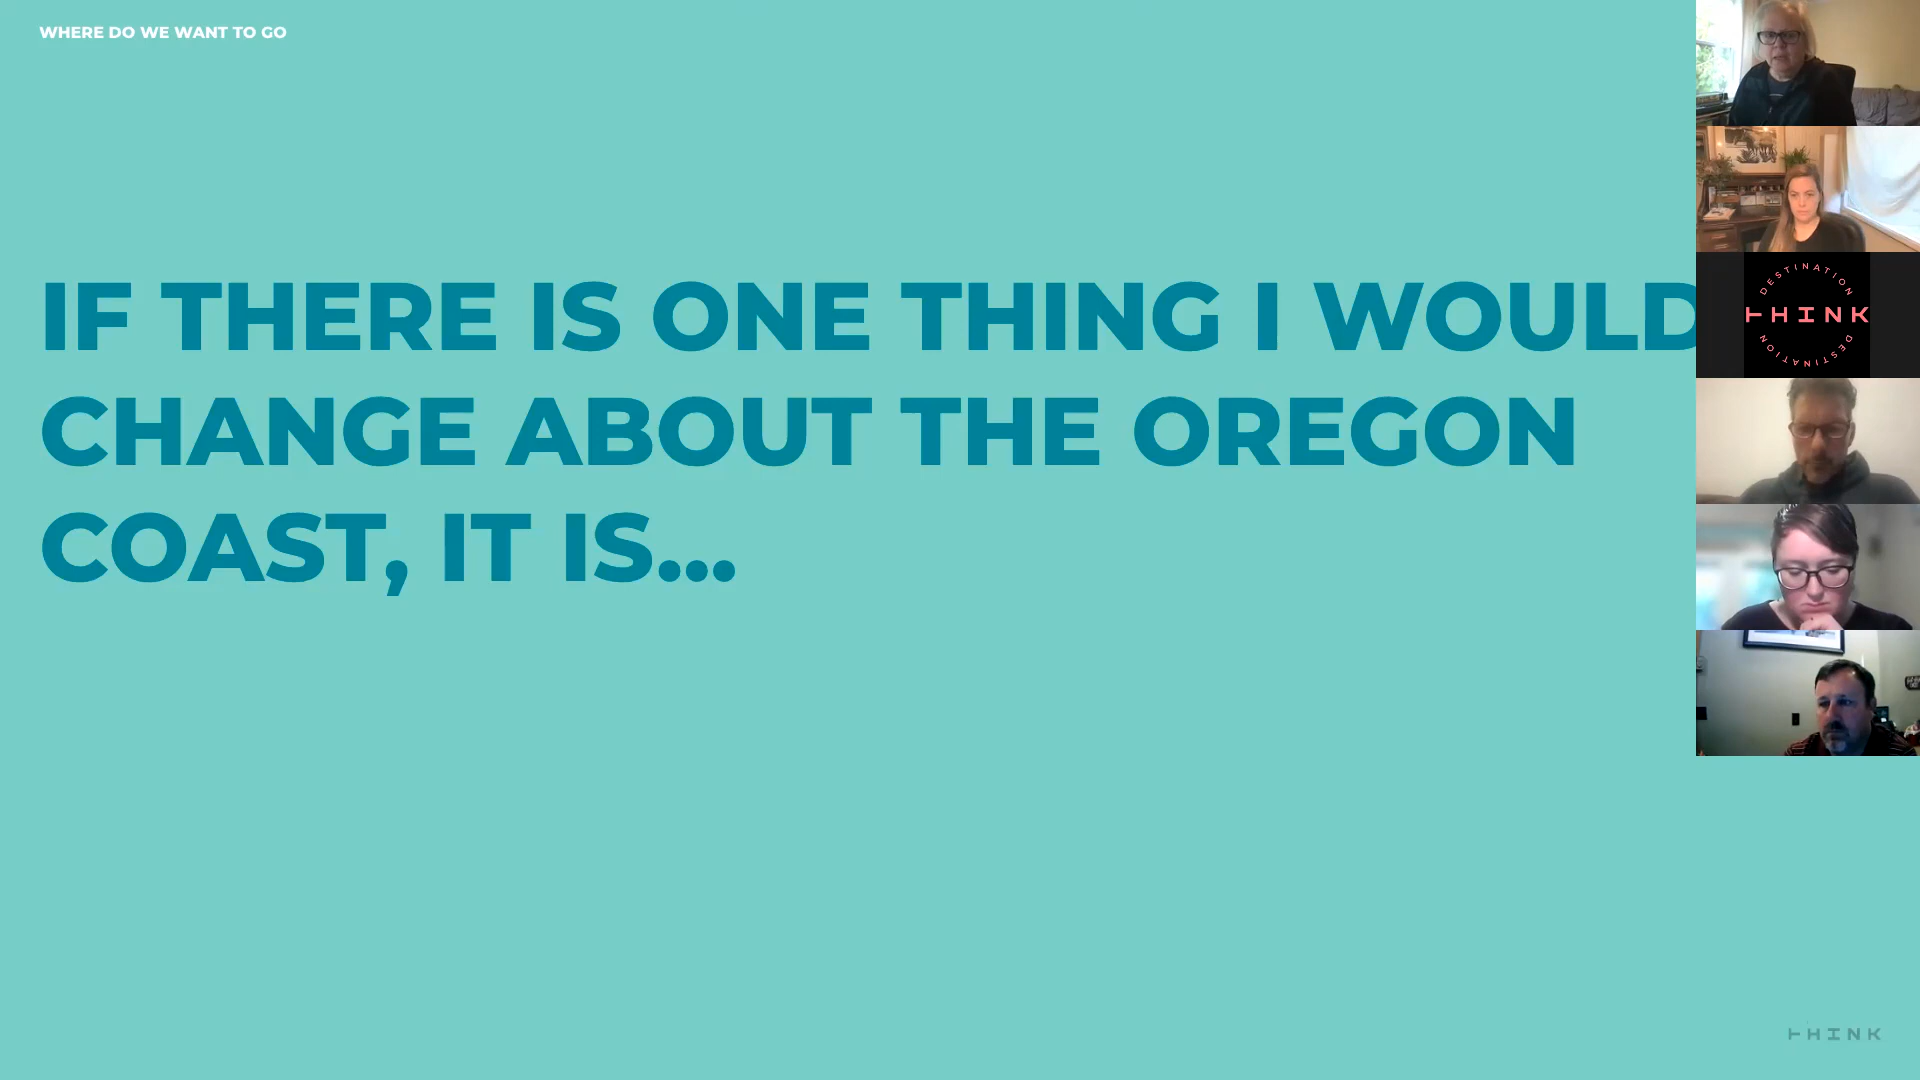 WHERE DO WE WANT TO GO
IF THERE IS ONE THING I WOULD
CHANGE ABOUT THE OREGON
COAST, IT IS...
DESTINATION
THINK
DESTINATION
THINK